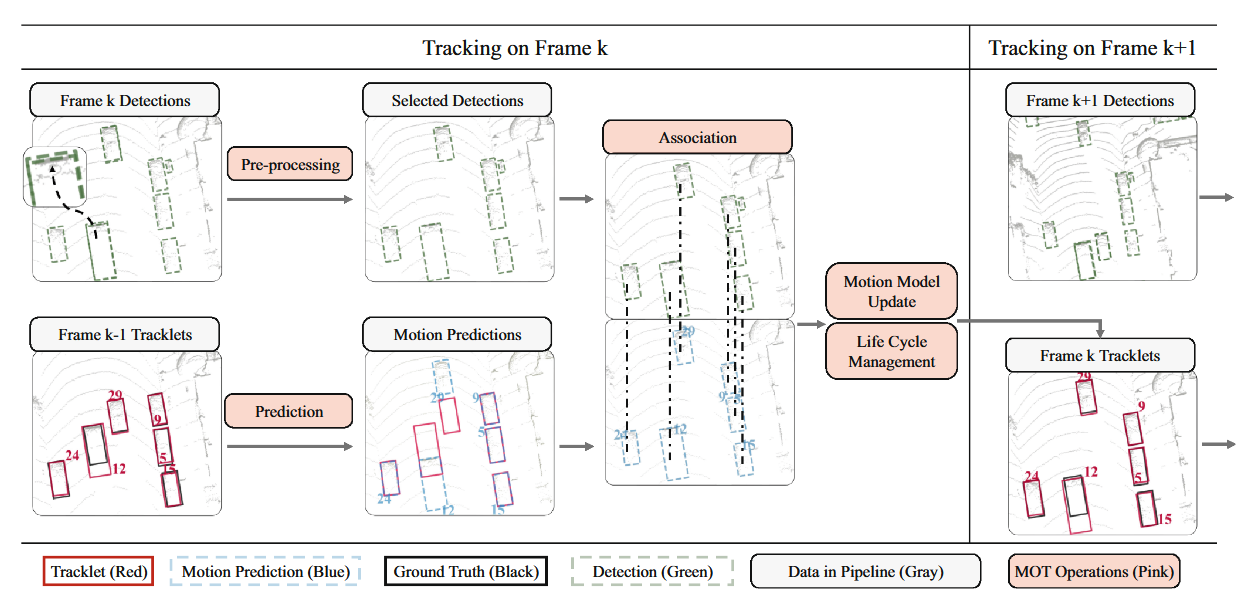 Tracking on Frame k
Tracking on Frame k+1
Frame k Detections
Pre-processing
Selected Detections
Association
Frame k+1 Detections
Motion Model
Update
Life Cycle
Management
Frame k-1 Tracklets
Prediction
Motion Predictions
Frame k Tracklets
29
9
24
12
5
29
9
5
24
12
15
29
9
24
12
15
29
9
24
12
5
15
Tracklet (Red)
Motion Prediction (Blue)
Ground Truth (Black)
Detection (Green)
Data in Pipeline (Gray)
MOT Operations (Pink)